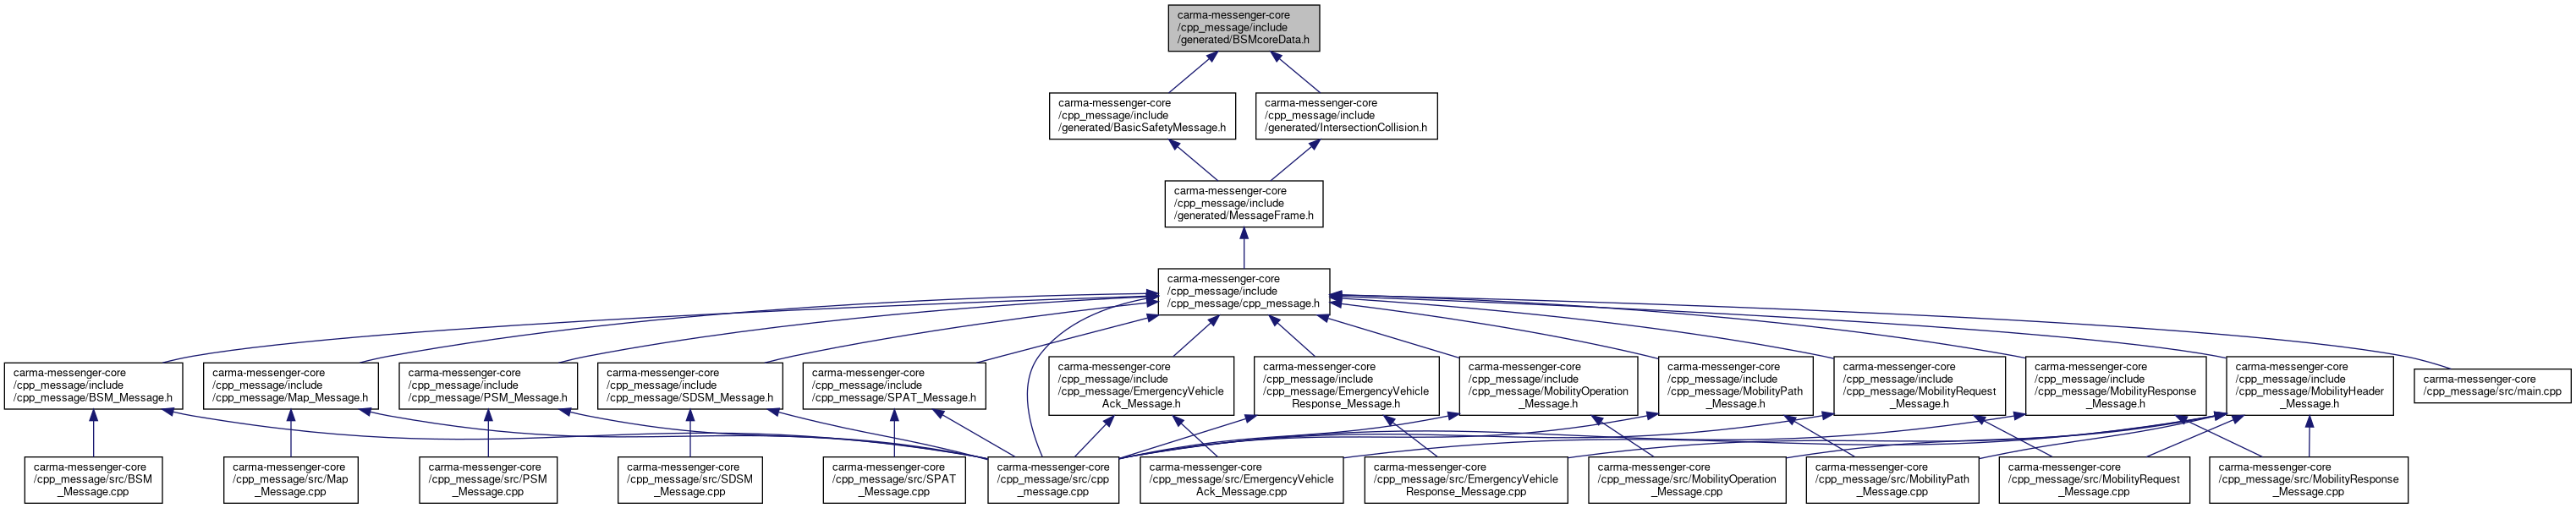 carma-messenger-core
/cpp_message/include
/generated/BSMcoreData.h
carma-messenger-core
/cpp_message/include
/generated/BasicSafetyMessage.h
carma-messenger-core
/cpp_message/include
/generated/IntersectionCollision.h
carma-messenger-core
/cpp_message/include
/generated/MessageFrame.h
carma-messenger-core
/cpp_message/include
/cpp_message/cpp_message.h
carma-messenger-core
/cpp_message/include
/cpp_message/BSM_Message.h
carma-messenger-core
/cpp_message/include
/cpp_message/Map_Message.h
carma-messenger-core
/cpp_message/include
/cpp_message/PSM_Message.h
carma-messenger-core
/cpp_message/include
/cpp_message/SDSM_Message.h
carma-messenger-core
/cpp_message/include
/cpp_message/SPAT_Message.h
carma-messenger-core
/cpp_message/include
/cpp_message/EmergencyVehicle
Ack_Message.h
carma-messenger-core
/cpp_message/include
/cpp_message/EmergencyVehicle
Response_Message.h
carma-messenger-core
/cpp_message/include
/cpp_message/MobilityOperation
_Message.h
carma-messenger-core
/cpp_message/include
/cpp_message/MobilityPath
_Message.h
carma-messenger-core
/cpp_message/include
/cpp_message/MobilityRequest
_Message.h
carma-messenger-core
/cpp_message/include
/cpp_message/MobilityResponse
_Message.h
carma-messenger-core
/cpp_message/include
/cpp_message/MobilityHeader
_Message.h
carma-messenger-core
/cpp_message/src/main.cpp
carma-messenger-core
/cpp_message/src/BSM
_Message.cpp
carma-messenger-core
/cpp_message/src/Map
_Message.cpp
carma-messenger-core
/cpp_message/src/PSM
_Message.cpp
carma-messenger-core
/cpp_message/src/SDSM
_Message.cpp
carma-messenger-core
/cpp_message/src/SPAT
_Message.cpp
carma-messenger-core
/cpp_message/src/cpp
_message.cpp
carma-messenger-core
/cpp_message/src/EmergencyVehicle
Ack_Message.cpp
carma-messenger-core
/cpp_message/src/EmergencyVehicle
Response_Message.cpp
carma-messenger-core
/cpp_message/src/MobilityOperation
_Message.cpp
carma-messenger-core
/cpp_message/src/MobilityPath
_Message.cpp
carma-messenger-core
/cpp_message/src/MobilityRequest
_Message.cpp
carma-messenger-core
/cpp_message/src/MobilityResponse
_Message.cpp